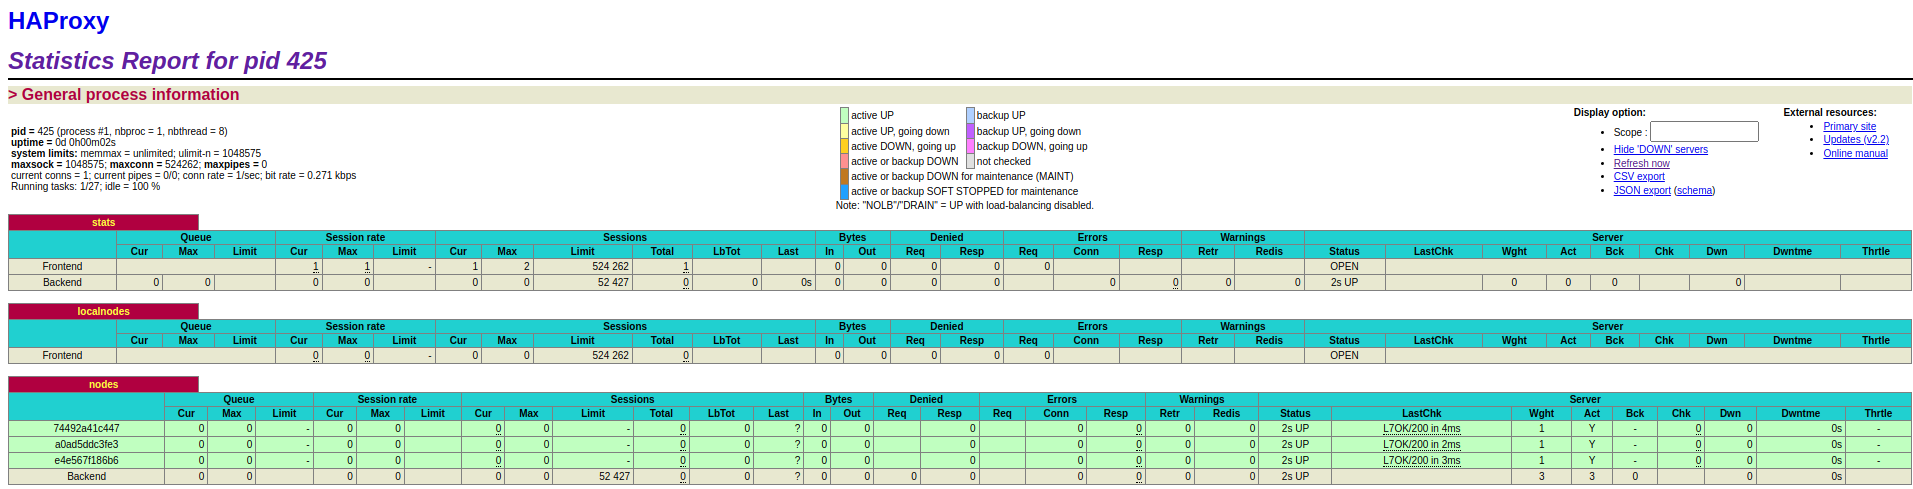 HAProxy
Statistics Report for pid 425
> General process information
pid = 425 (process #1, nbproc = 1, nbthread = 8)
uptime = 0d 0h00m02s
system limits: memmax = unlimited; ulimit-n = 1048575
maxsock = 1048575; maxconn = 524262; maxpipes = 0
current conns = 1; current pipes = 0/0; conn rate = 1/sec; bit rate = 0.271 kbps
Running tasks: 1/27; idle = 100 %
active UP backup UP
active UP, going down backup UP, going down
active DOWN, going up backup DOWN, going up
active or backup DOWN not checked
active or backup DOWN for maintenance (MAINT)
active or backup SOFT STOPPED for maintenance
Note: "NOLB"/"DRAIN" = UP with load-balancing disabled.
Display option:
Scope :
Hide 'DOWN' servers
Refresh now
CSV export
JSON export (schema)
External resources:
Primary site
Updates (v2.2)
Online manual
stats
Queue Session rate Sessions Bytes Denied Errors Warnings Server
Cur Max Limit Cur Max Limit Cur Max Limit Total LbTot Last In Out Req Resp Req Conn Resp Retr Redis Status LastChk Wght Act Bck Chk Dwn Dwntme Thrtle
Frontend 1 1 - 1 2 524 262 1 0 0 0 0 0 OPEN
Backend 0 0 0 0 0 0 52 427 0 0 0s 0 0 0 0 0 0 0 0 2s UP 0 0 0 0
localnodes
Queue Session rate Sessions Bytes Denied Errors Warnings Server
Cur Max Limit Cur Max Limit Cur Max Limit Total LbTot Last In Out Req Resp Req Conn Resp Retr Redis Status LastChk Wght Act Bck Chk Dwn Dwntme Thrtle
Frontend 0 0 - 0 0 524 262 0 0 0 0 0 0 OPEN
nodes
Queue Session rate Sessions Bytes Denied Errors Warnings Server
Cur Max Limit Cur Max Limit Cur Max Limit Total LbTot Last In Out Req Resp Req Conn Resp Retr Redis Status LastChk Wght Act Bck Chk Dwn Dwntme Thrtle
74492a41c447 0 0 - 0 0 0 0 - 0 0 ? 0 0 0 0 0 0 0 2s UP L7OK/200 in 4ms 1 Y - 0 0 0s -
a0ad5ddc3fe3 0 0 - 0 0 0 0 - 0 0 ? 0 0 0 0 0 0 0 2s UP L7OK/200 in 2ms 1 Y - 0 0 0s -
e4e567f186b6 0 0 - 0 0 0 0 - 0 0 ? 0 0 0 0 0 0 0 2s UP L7OK/200 in 3ms 1 Y - 0 0 0s -
Backend 0 0 0 0 0 0 52 427 0 0 ? 0 0 0 0 0 0 0 0 2s UP 3 3 0 0 0s